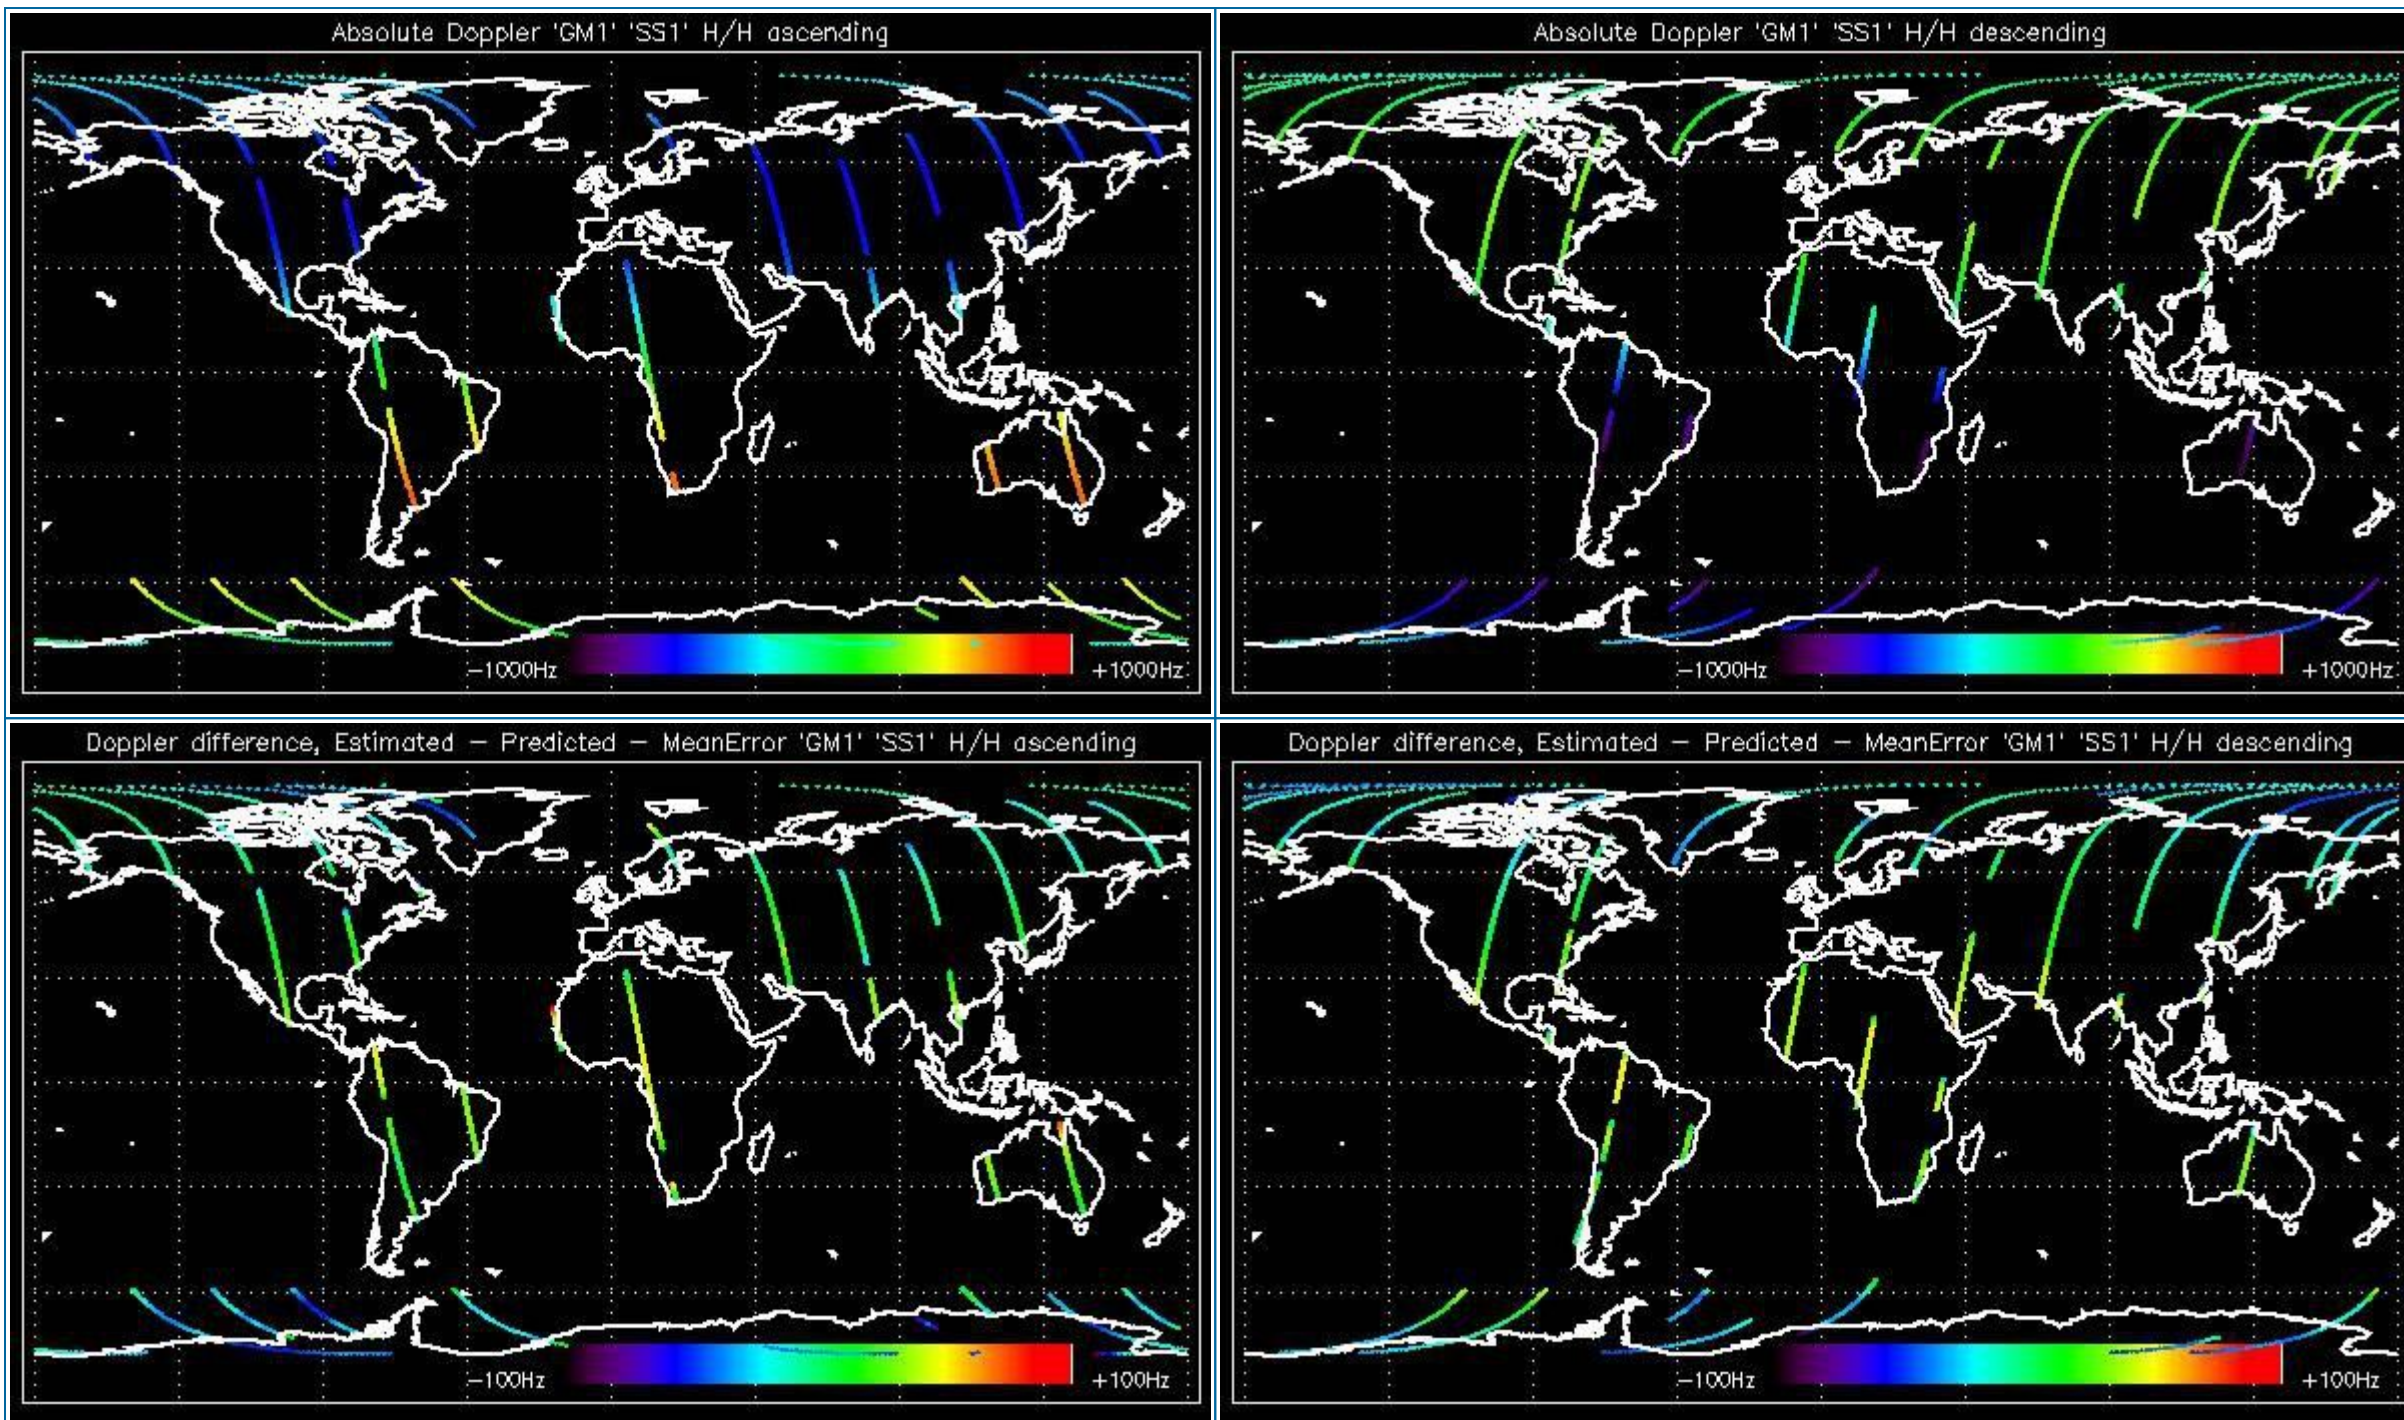 Absolute Doppler 'GM1' 'SS1' H/H ascending
-1000Hz
+1000Hz
Absolute Doppler 'GM1' 'SS1' H/H descending
-1000Hz
+1000Hz
Doppler difference, Estimated - Predicted - MeanError 'GM1' 'SS1' H/H ascending
-100Hz
+100Hz
Doppler difference, Estimated - Predicted - MeanError 'GM1' 'SS1' H/H descending
-100Hz
+100Hz